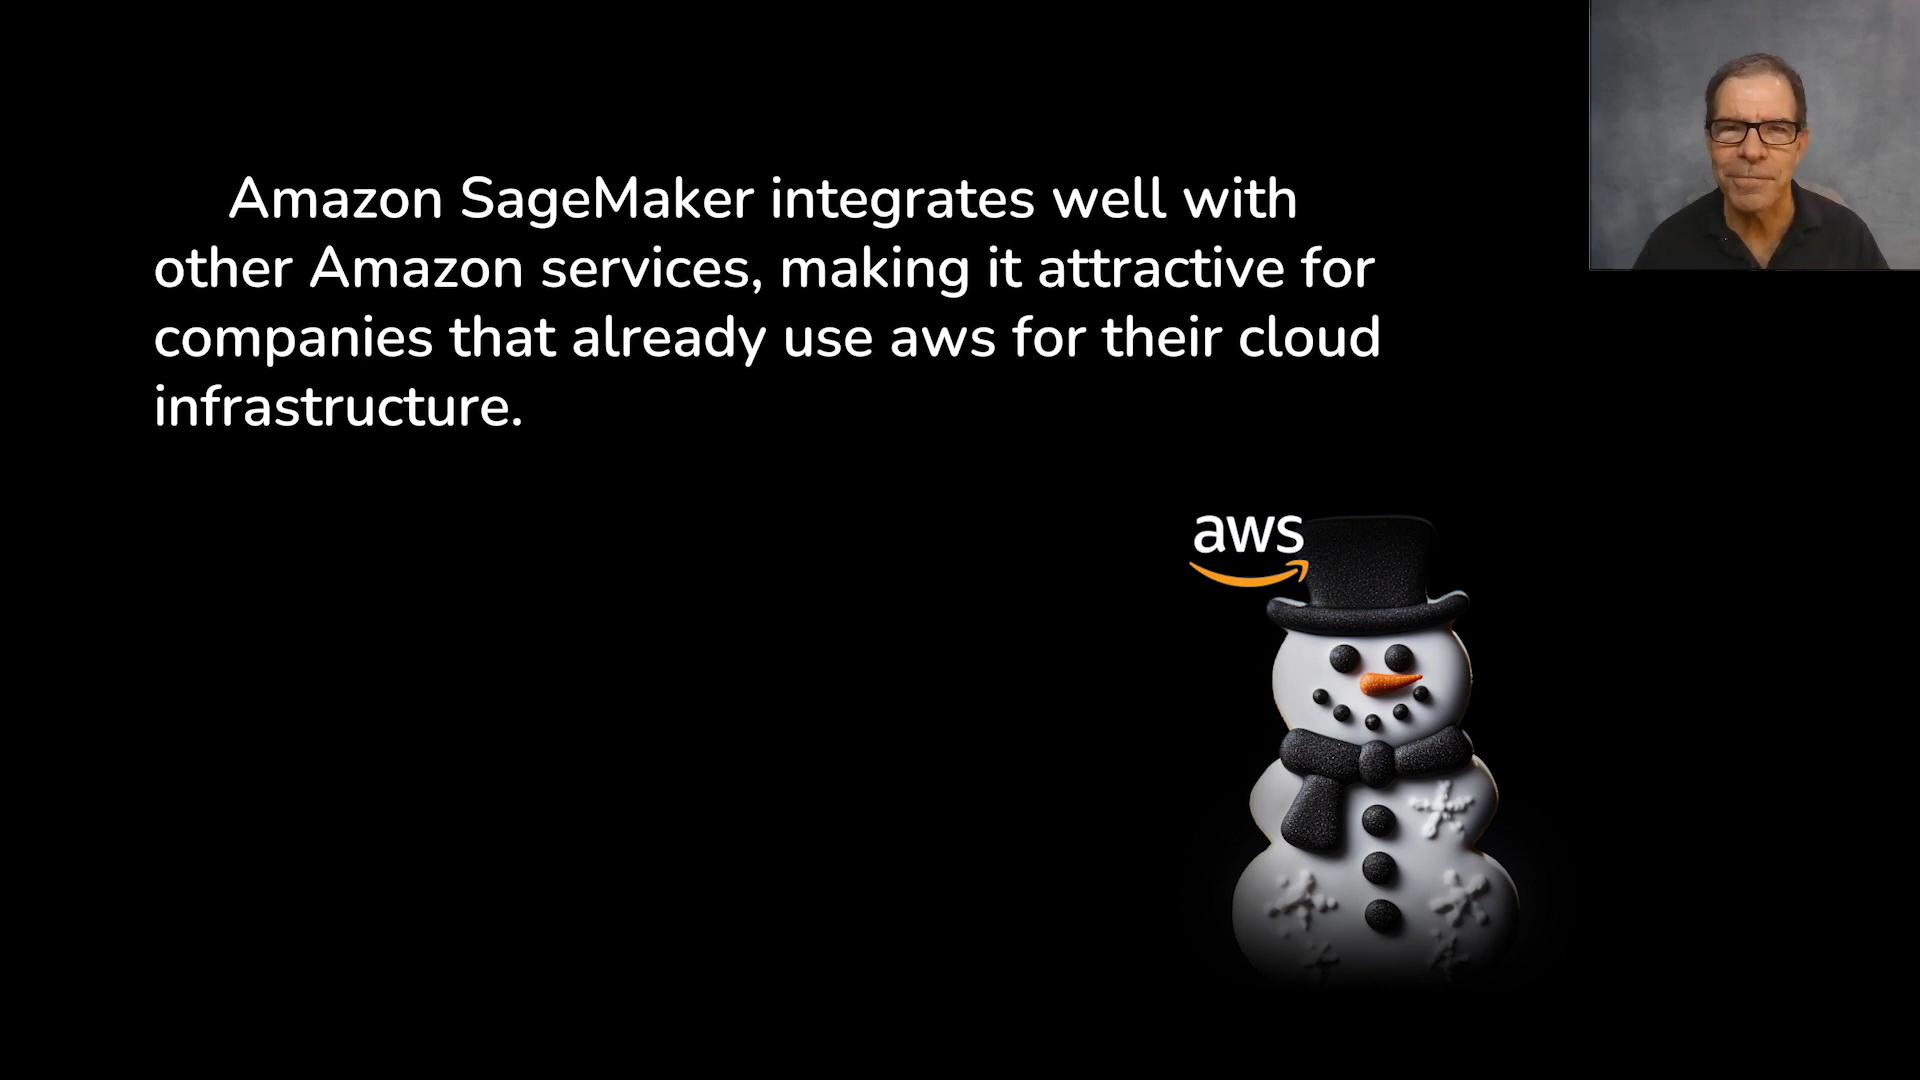 Amazon SageMaker integrates well with
other Amazon services, making it attractive for
companies that already use aws for their cloud
infrastructure.
aws